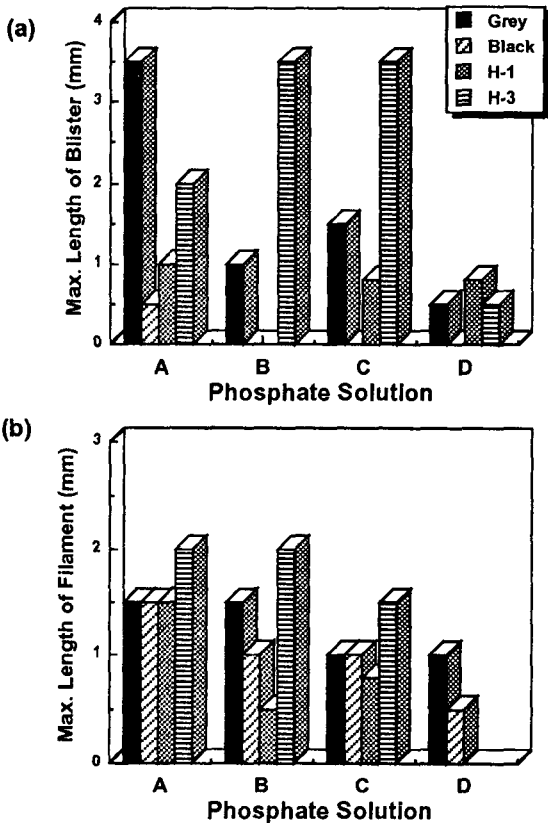 (a)
Max. Length of Blister (mm)
4
3
2
1
0
Grey
Black
H-1
H-3
A B C D
Phosphate Solution
(b)
Max. Length of Filament (mm)
3
2
1
0
A B C D
Phosphate Solution